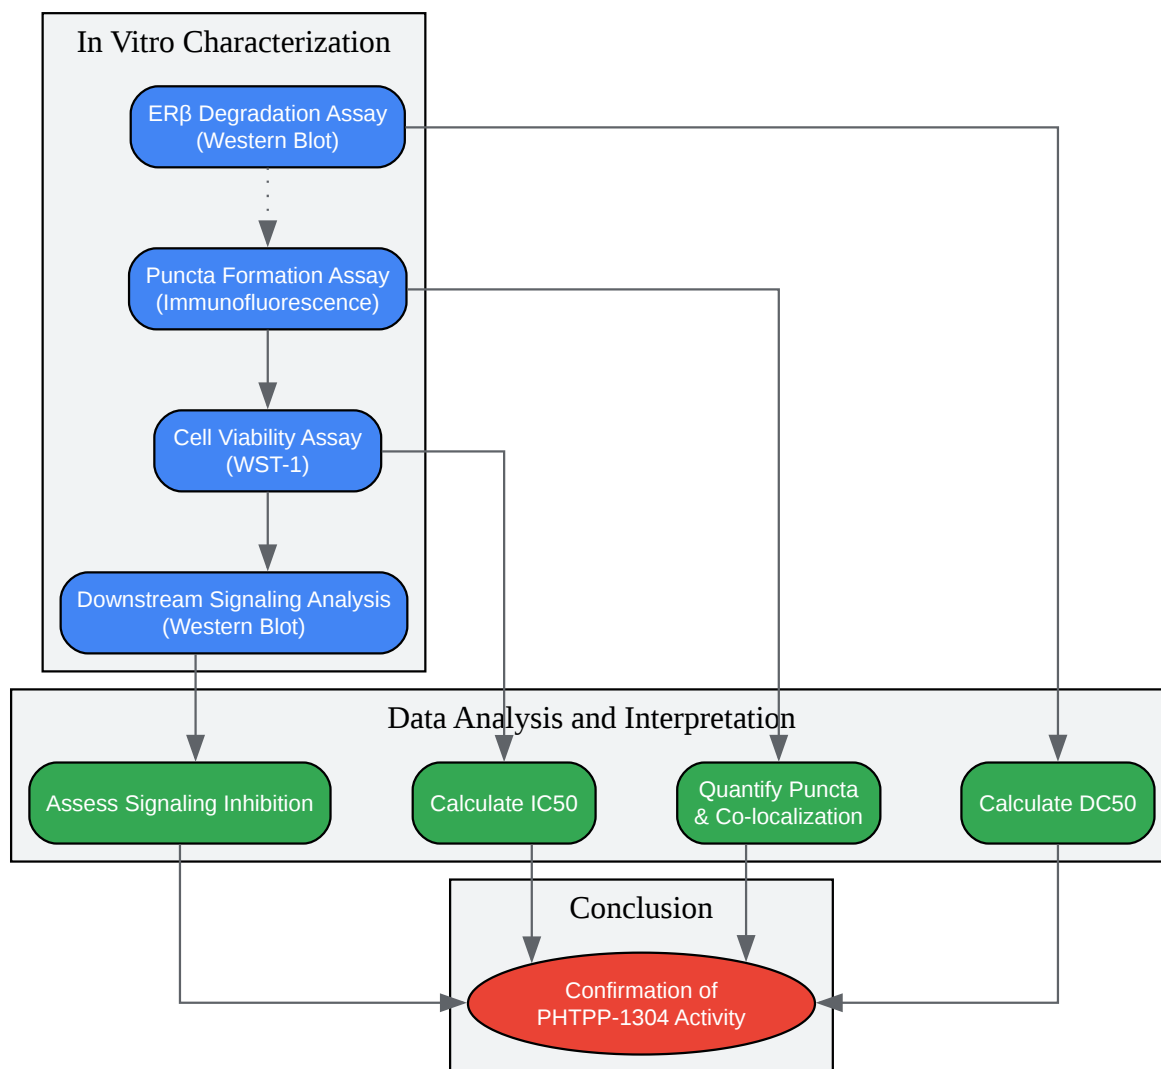 In Vitro Characterization
ERβ Degradation Assay
(Western Blot)
Puncta Formation Assay
(Immunofluorescence)
Cell Viability Assay
(WST-1)
Downstream Signaling Analysis
(Western Blot)
Data Analysis and Interpretation
Assess Signaling Inhibition
Calculate IC50
Quantify Puncta
& Co-localization
Calculate DC50
Conclusion
Confirmation of
PHTPP-1304 Activity